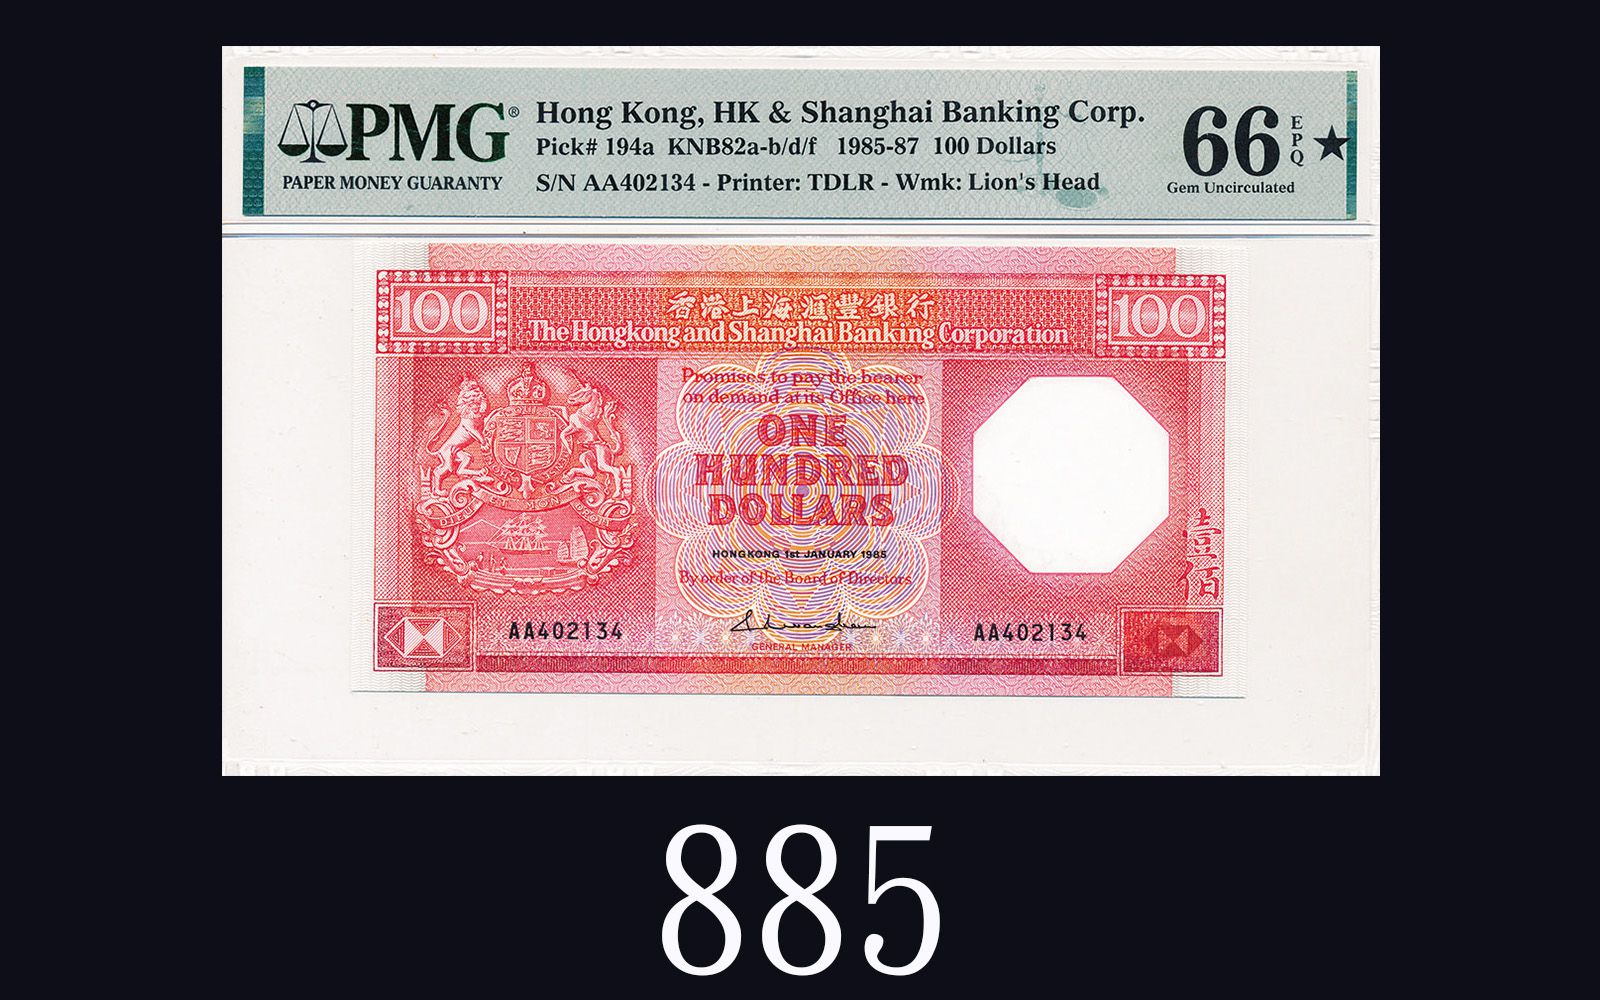 PMG®
PAPER MONEY GUARANTY
Hong Kong, HK & Shanghai Banking Corp.
Pick# 194a KNB82a-b/d/f 1985-87 100 Dollars
S/N AA402134 - Printer: TDLR - Wmk: Lion's Head
66 EPQ ★
Gem Uncirculated
100
香港上海滙豐銀行
100
The Hongkong and Shanghai Banking Corporation
Promises to pay the bearer
on demand at its Office here
ONE
HUNDRED
DOLLARS
HONGKONG 1st JANUARY 1985
By order of the Board of Directors
壹佰
AA402134
AA402134
GENERAL MANAGER
885